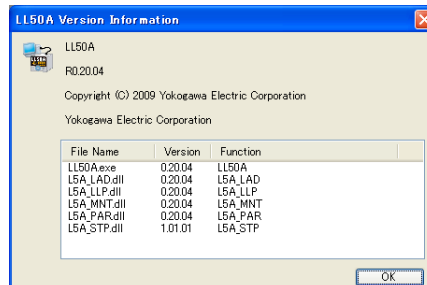 LL50A Version Information
LL50A
R0.20.04
Copyright (C) 2009 Yokogawa Electric Corporation
Yokogawa Electric Corporation
File Name Version Function
LL50A.exe 0.20.04 LL50A
L5A_LAD.dll 0.20.04 L5A_LAD
L5A_LLP.dll 0.20.04 L5A_LLP
L5A_MNT.dll 0.20.04 L5A_MNT
L5A_PAR.dll 0.20.04 L5A_PAR
L5A_STP.dll 1.01.01 L5A_STP
OK